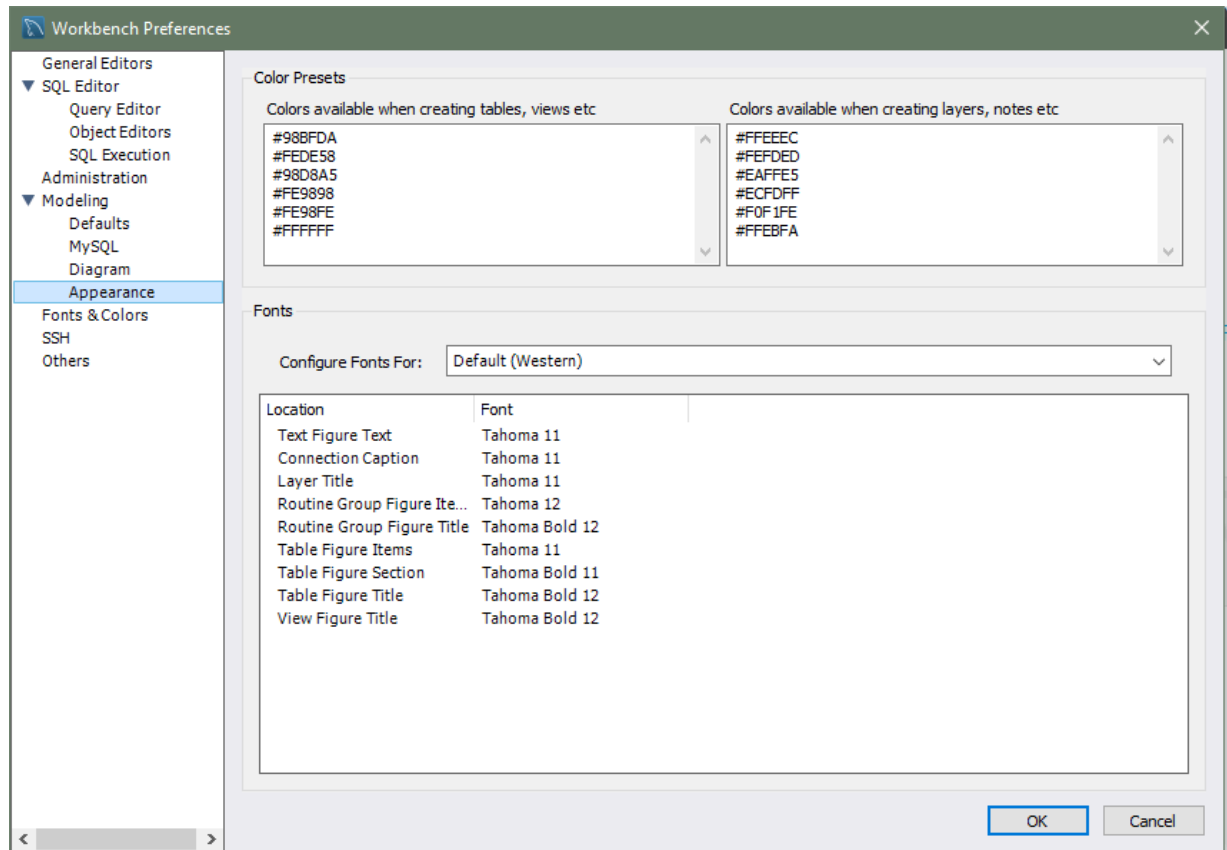 Workbench Preferences
General Editors
SQL Editor
Query Editor
Object Editors
SQL Execution
Administration
Modeling
Defaults
MySQL
Diagram
Appearance
Fonts & Colors
SSH
Others
Color Presets
Colors available when creating tables, views etc
#98BFDA
#FEDE58
#98D8A5
#FE9898
#FE98FE
#FFFFFF
Colors available when creating layers, notes etc
#FFEEEC
#FEFDED
#EAFFE5
#ECFDFF
#F0F1FE
#FFEBFA
Fonts
Configure Fonts For: Default (Western)
Location Font
Text Figure Text Tahoma 11
Connection Caption Tahoma 11
Layer Title Tahoma 11
Routine Group Figure Ite... Tahoma 12
Routine Group Figure Title Tahoma Bold 12
Table Figure Items Tahoma 11
Table Figure Section Tahoma Bold 11
Table Figure Title Tahoma Bold 12
View Figure Title Tahoma Bold 12
OK Cancel